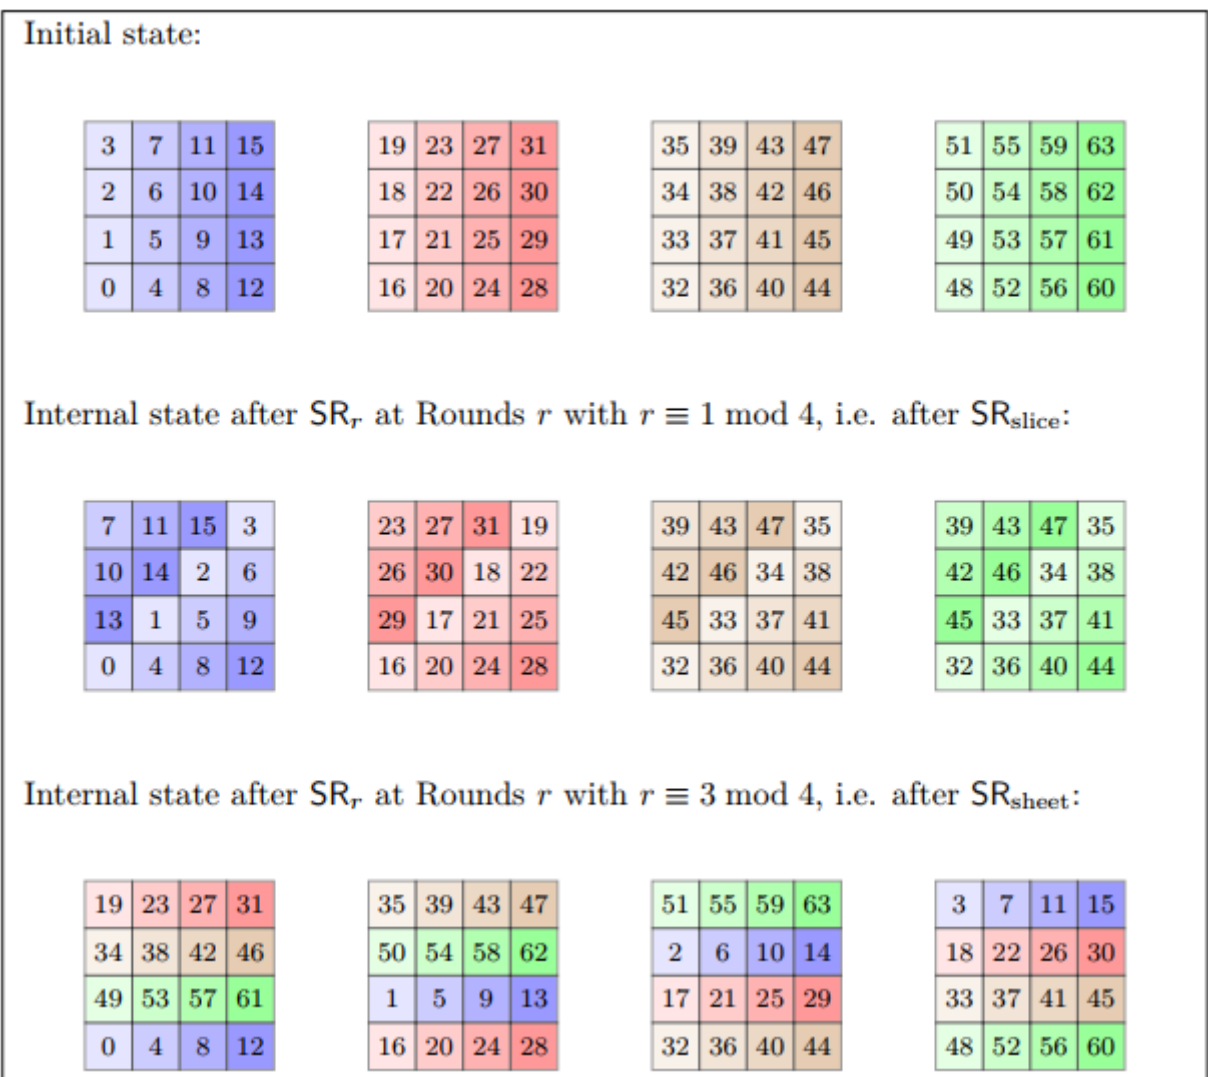 Initial state:
3 7 11 15 19 23 27 31 35 39 43 47 51 55 59 63
2 6 10 14 18 22 26 30 34 38 42 46 50 54 58 62
1 5 9 13 17 21 25 29 33 37 41 45 49 53 57 61
0 4 8 12 16 20 24 28 32 36 40 44 48 52 56 60
Internal state after SRr at Rounds r with r ≡ 1 mod 4, i.e. after SRslice:
7 11 15 3 23 27 31 19 39 43 47 35 39 43 47 35
10 14 2 6 26 30 18 22 42 46 34 38 42 46 34 38
13 1 5 9 29 17 21 25 45 33 37 41 45 33 37 41
0 4 8 12 16 20 24 28 32 36 40 44 32 36 40 44
Internal state after SRr at Rounds r with r ≡ 3 mod 4, i.e. after SRsheet:
19 23 27 31 35 39 43 47 51 55 59 63 3 7 11 15
34 38 42 46 50 54 58 62 2 6 10 14 18 22 26 30
49 53 57 61 1 5 9 13 17 21 25 29 33 37 41 45
0 4 8 12 16 20 24 28 32 36 40 44 48 52 56 60